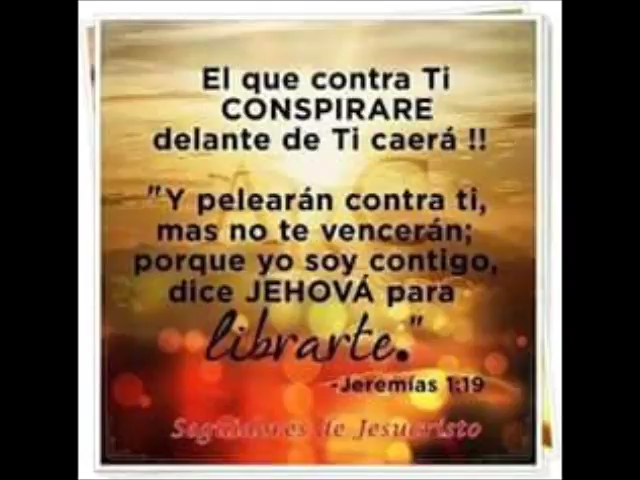 El que contra Ti
CONSPIRARE
delante de Ti caerá !!
"Y pelearán contra ti,
mas no te vencerán;
porque yo soy contigo,
dice JEHOVÁ para
librarte."
-Jeremías 1:19
Seguidores de Jesucristo